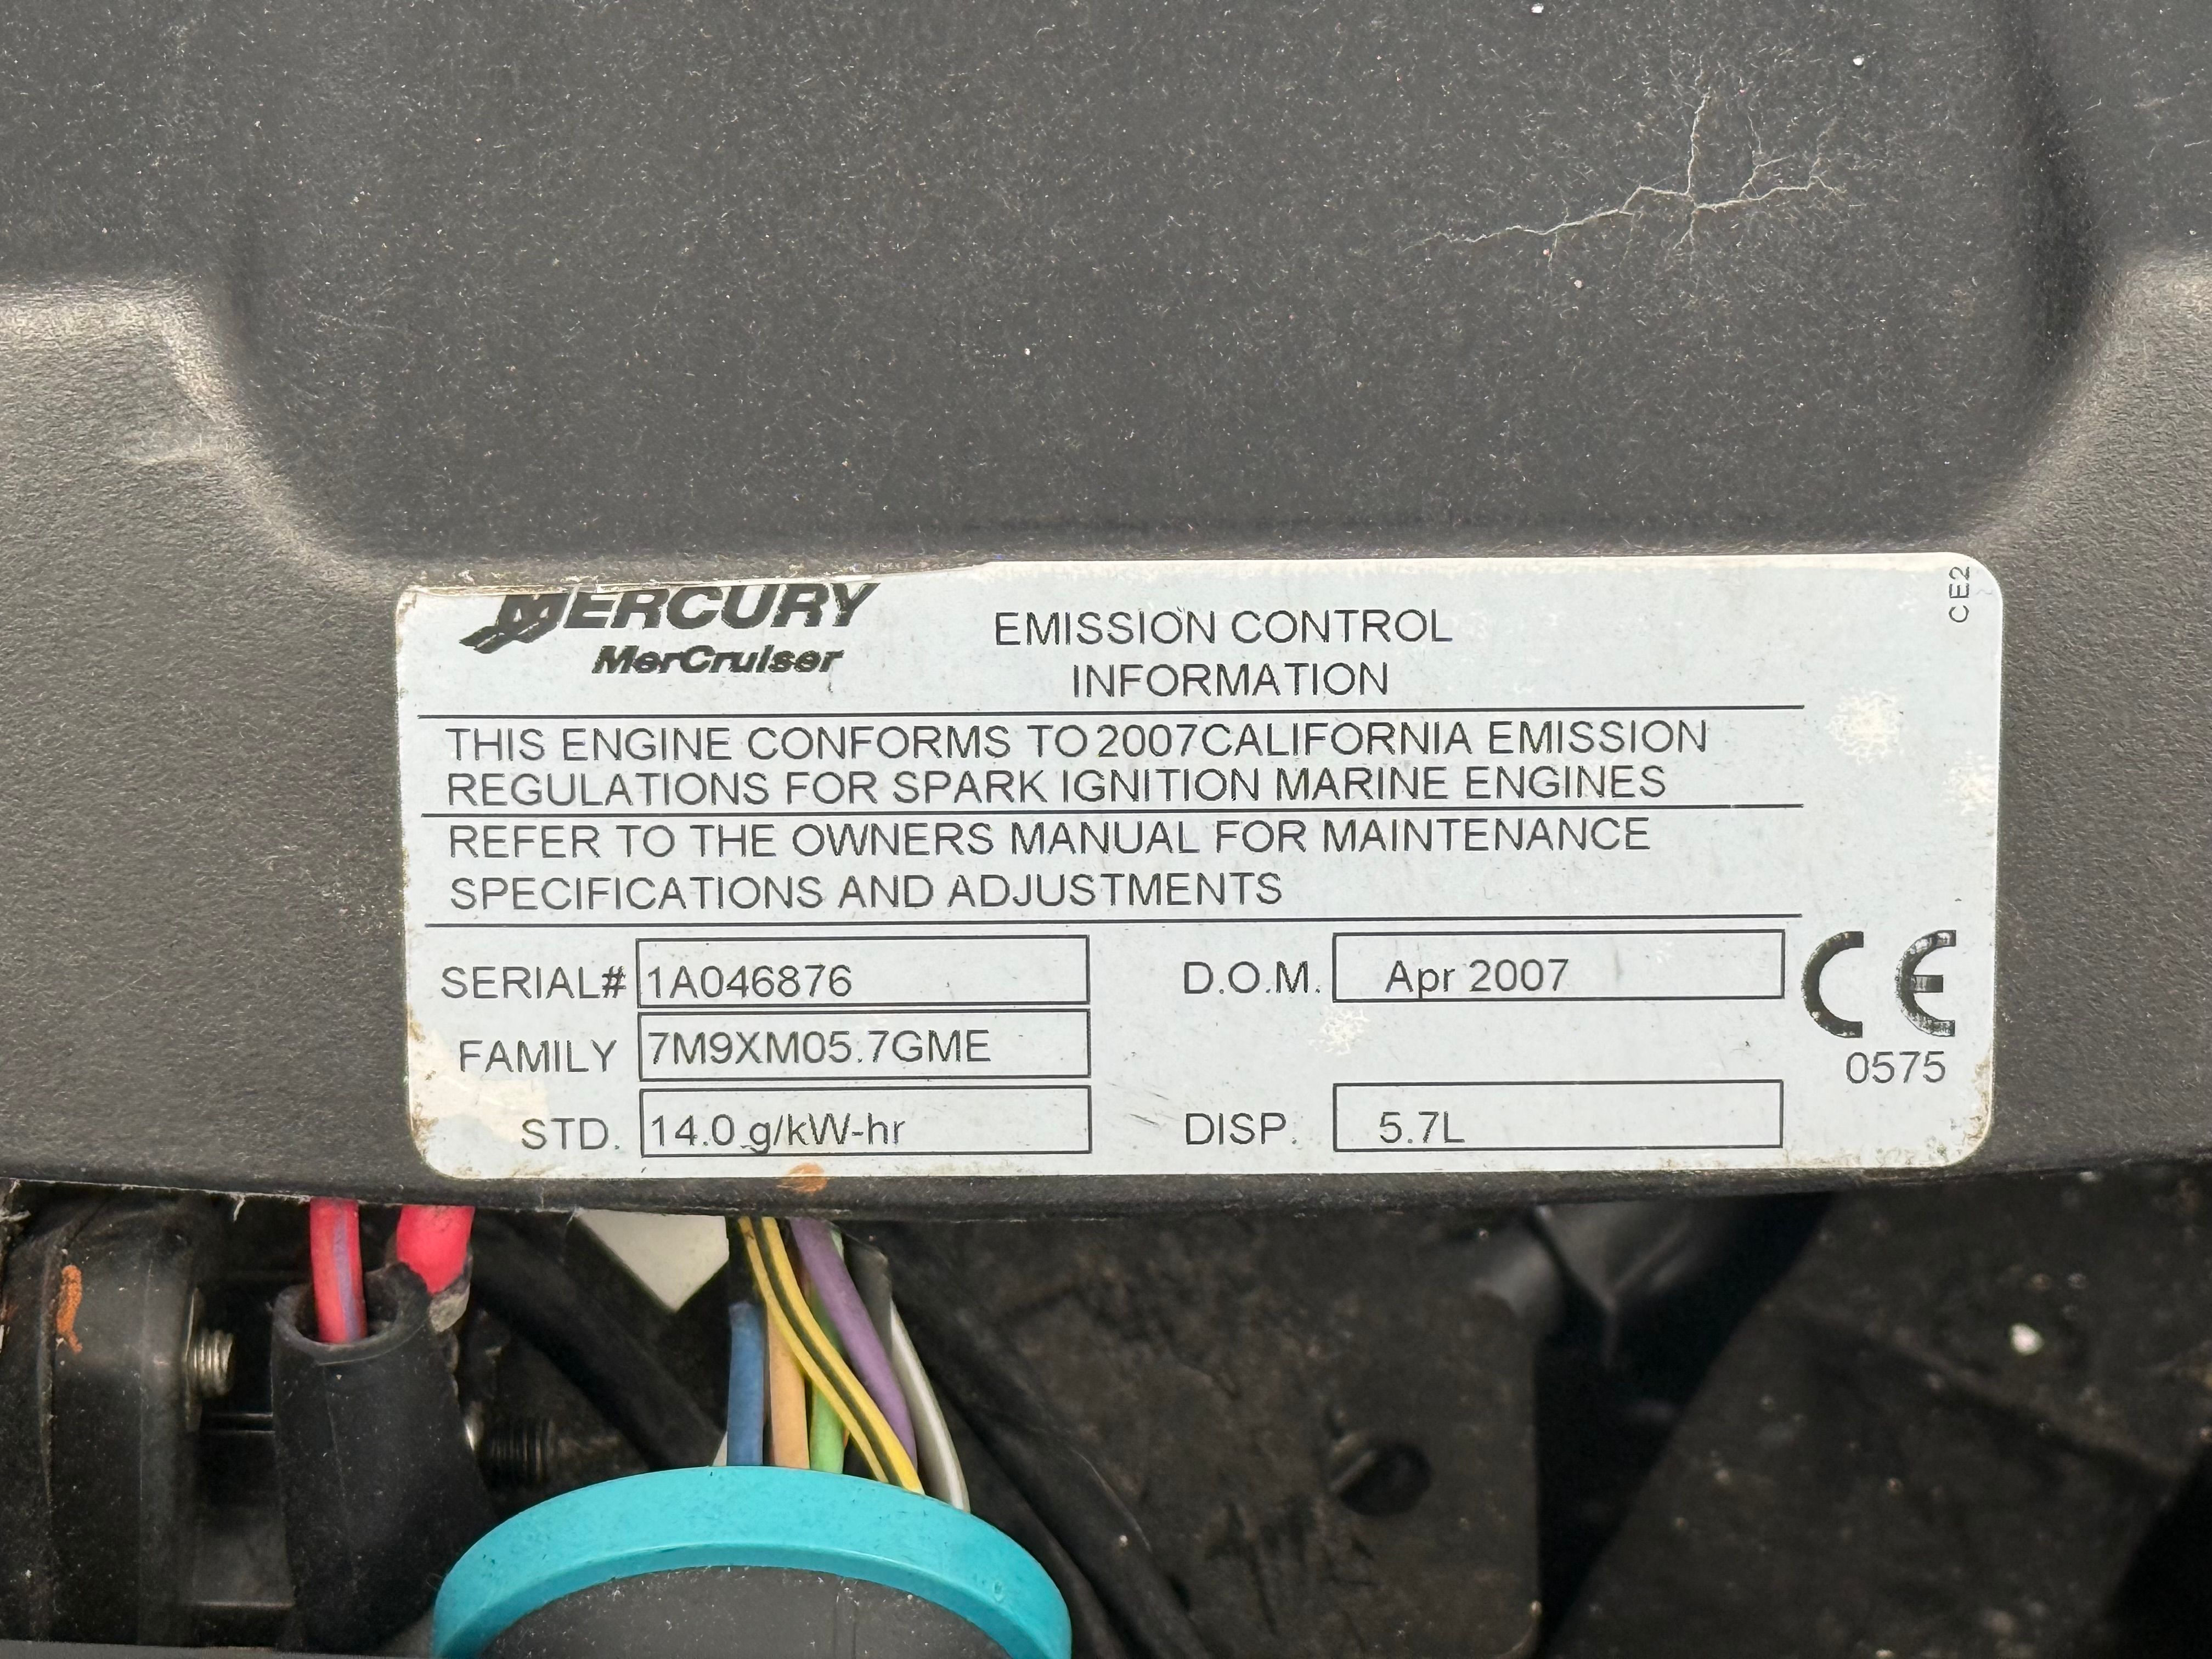 MERCURY
MerCruiser
EMISSION CONTROL
INFORMATION
CE2
THIS ENGINE CONFORMS TO 2007CALIFORNIA EMISSION
REGULATIONS FOR SPARK IGNITION MARINE ENGINES
REFER TO THE OWNERS MANUAL FOR MAINTENANCE
SPECIFICATIONS AND ADJUSTMENTS
SERIAL# 1A046876 D.O.M. Apr 2007
FAMILY 7M9XM05.7GME
STD. 14.0 g/kW-hr DISP. 5.7L
CE
0575